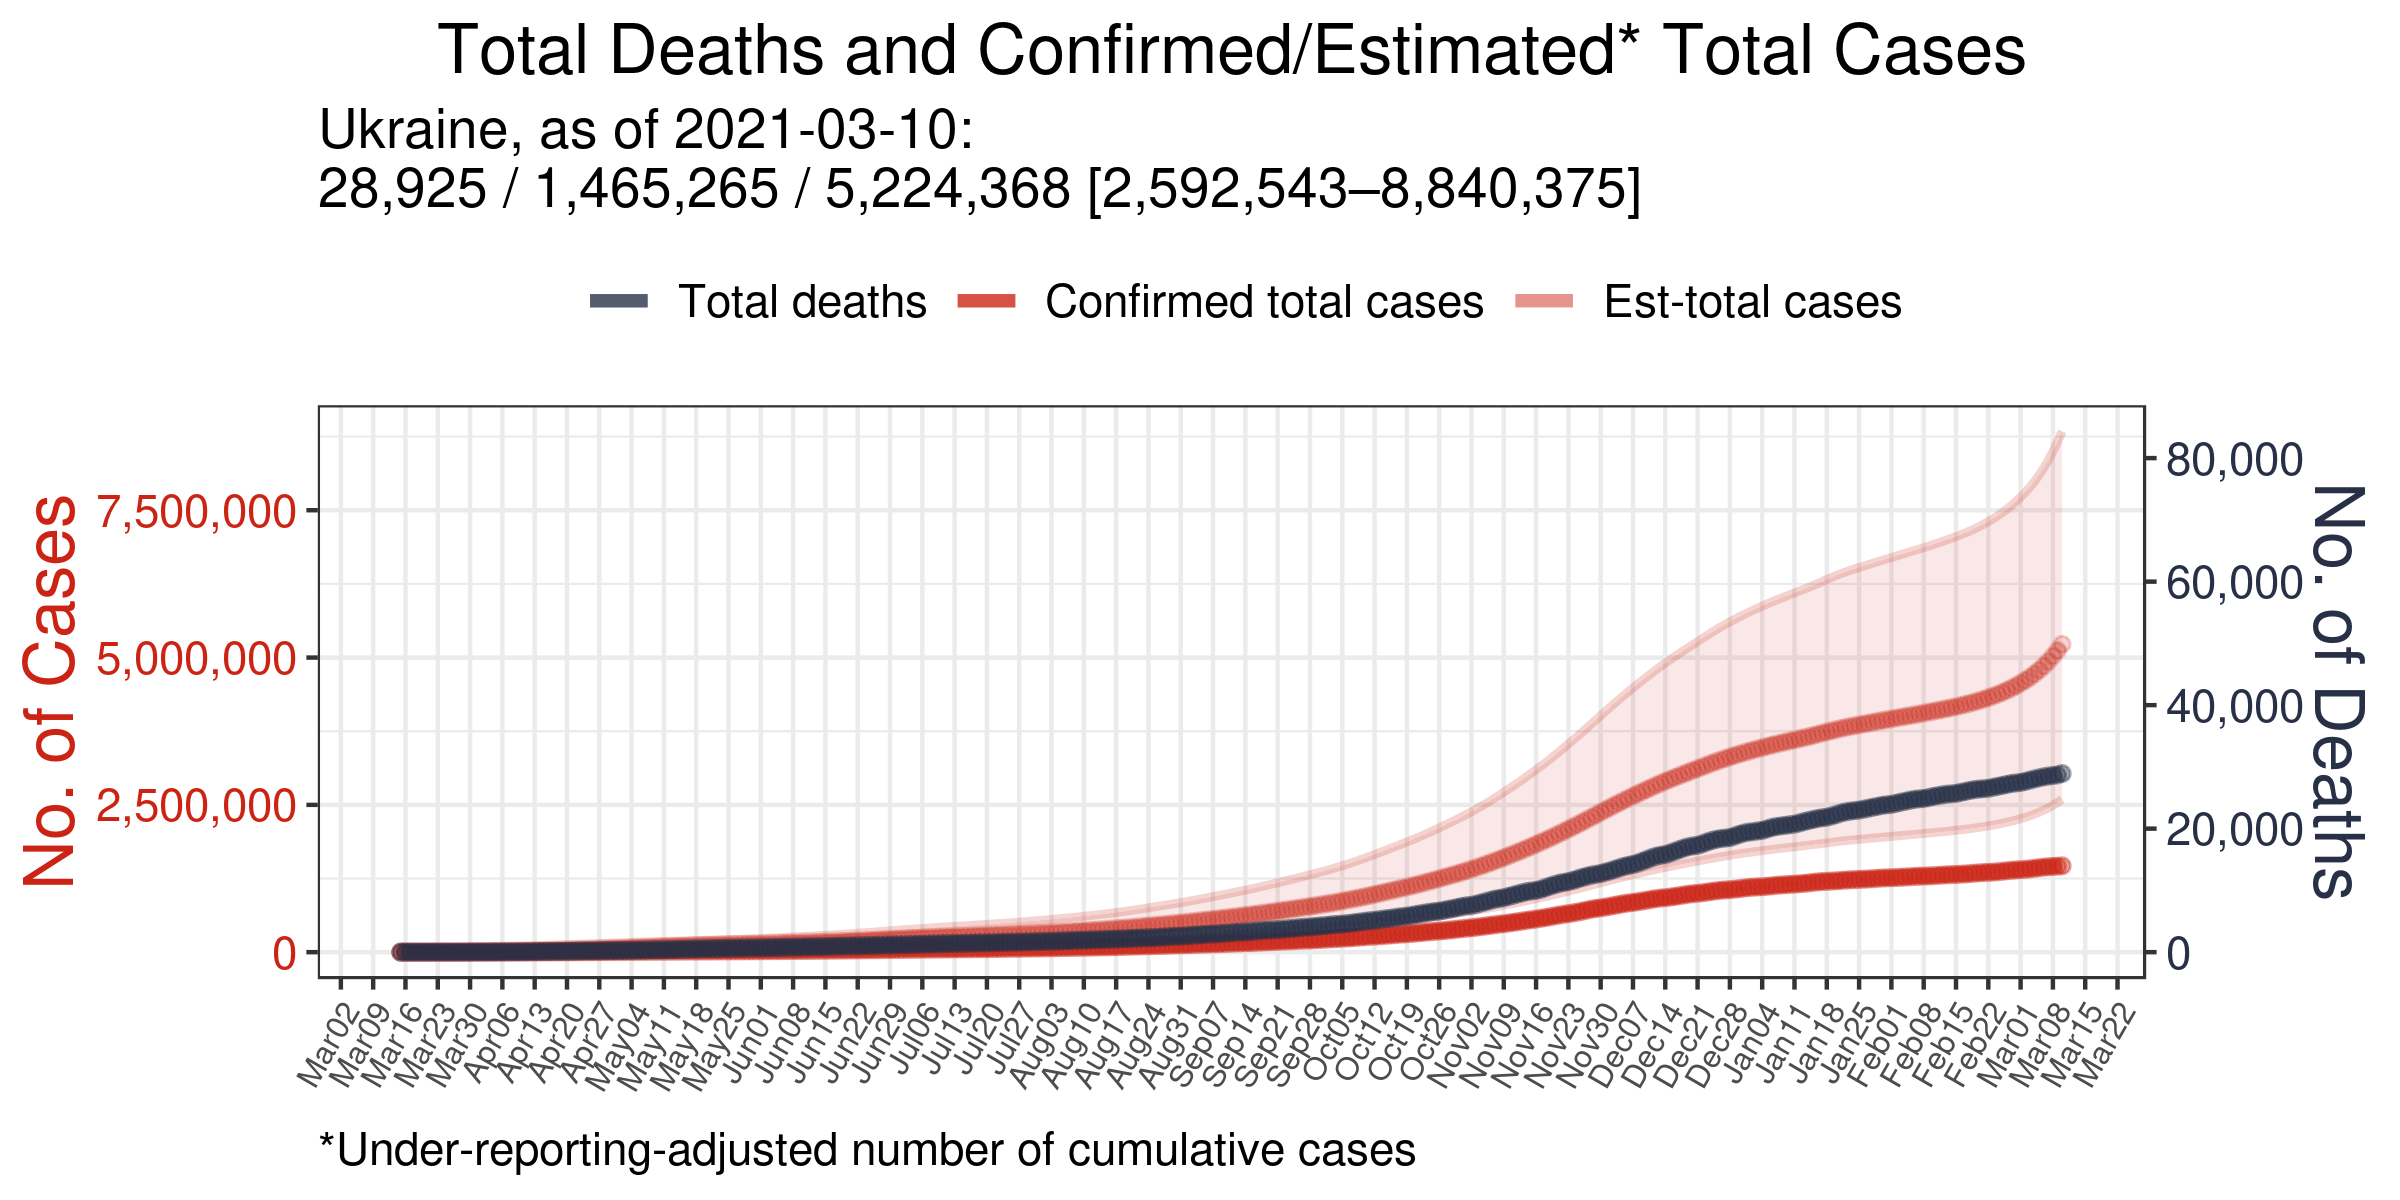 Total Deaths and Confirmed/Estimated* Total Cases
Ukraine, as of 2021-03-10:
28,925 / 1,465,265 / 5,224,368 [2,592,543–8,840,375]
Total deaths
Confirmed total cases
Est-total cases
No. of Cases
7,500,000
5,000,000
2,500,000
0
80,000
60,000
40,000
20,000
0
No. of Deaths
Mar02
Mar09
Mar16
Mar23
Mar30
Apr06
Apr13
Apr20
Apr27
May04
May11
May18
May25
Jun01
Jun08
Jun15
Jun22
Jun29
Jul06
Jul13
Jul20
Jul27
Aug03
Aug10
Aug17
Aug24
Aug31
Sep07
Sep14
Sep21
Sep28
Oct05
Oct12
Oct19
Oct26
Nov02
Nov09
Nov16
Nov23
Nov30
Dec07
Dec14
Dec21
Dec28
Jan04
Jan11
Jan18
Jan25
Feb01
Feb08
Feb15
Feb22
Mar01
Mar08
Mar15
Mar22
*Under-reporting-adjusted number of cumulative cases